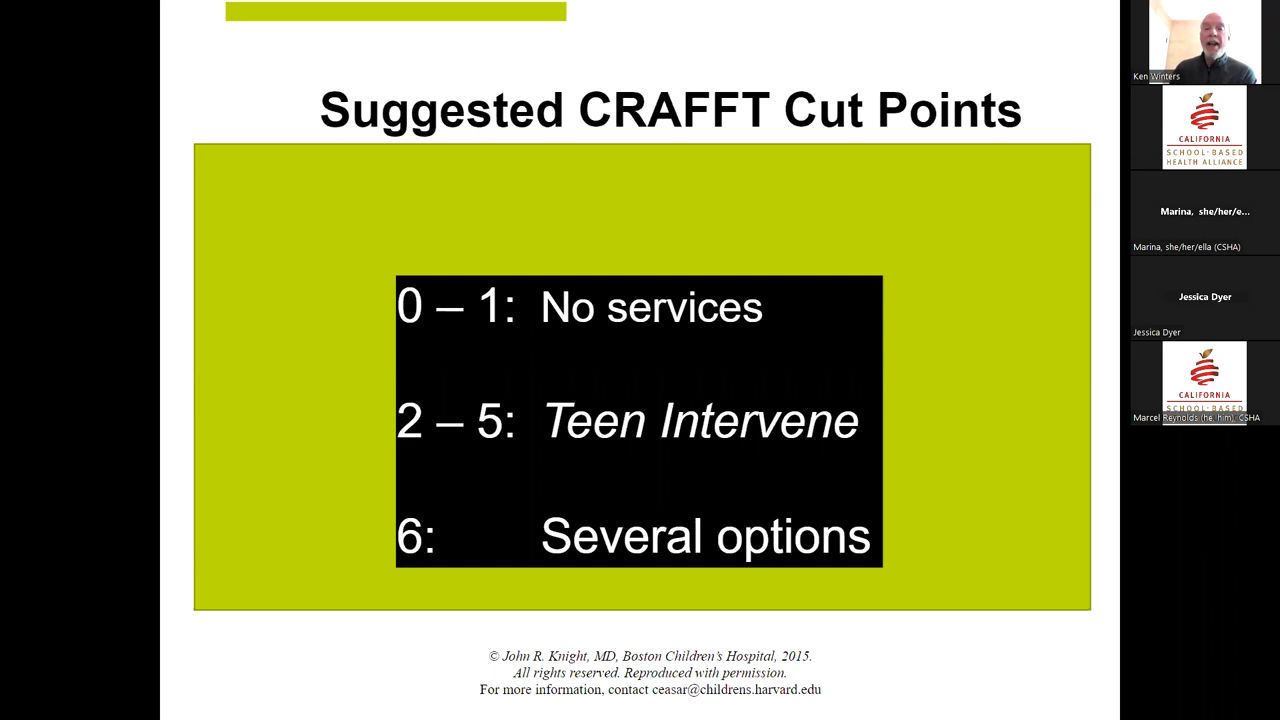 Suggested CRAFFT Cut Points
0 – 1: No services
2 – 5: Teen Intervene
6: Several options
© John R. Knight, MD, Boston Children's Hospital, 2015.
All rights reserved. Reproduced with permission.
For more information, contact ceasar@childrens.harvard.edu
Ken Winters
CALIFORNIA
SCHOOL-BASED
HEALTH ALLIANCE
Marina, she/her/e...
Marina, she/her/ella (CSHA)
Jessica Dyer
Jessica Dyer
CALIFORNIA
SCHOOL-BASED
Marcel Reynolds (he, him), CSHA